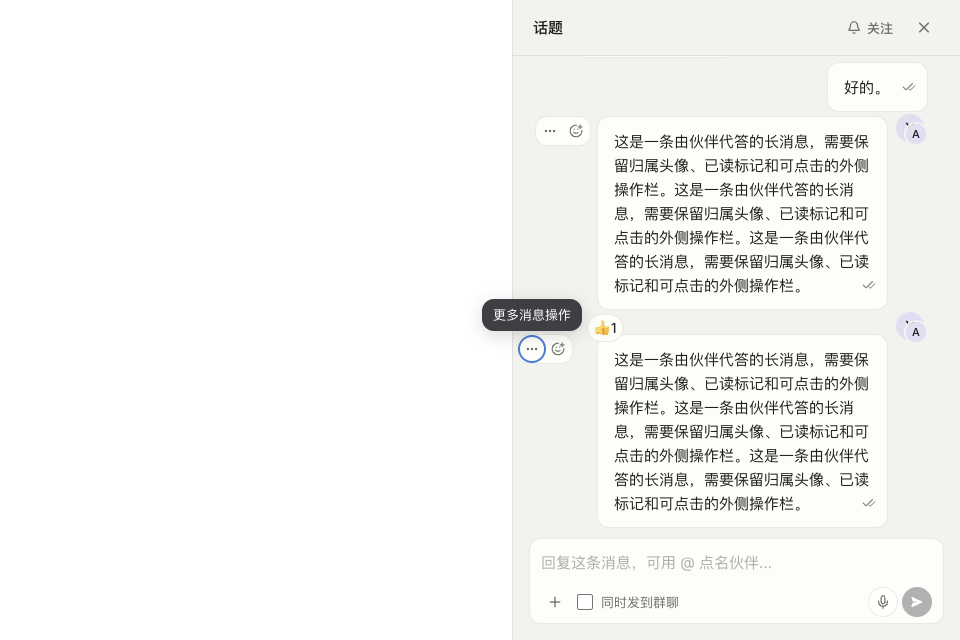 话题
关注
好的。
这是一条由伙伴代答的长消息，需要保
留归属头像、已读标记和可点击的外侧
操作栏。这是一条由伙伴代答的长消
息，需要保留归属头像、已读标记和可
点击的外侧操作栏。这是一条由伙伴代
答的长消息，需要保留归属头像、已读
标记和可点击的外侧操作栏。
A
更多消息操作
👍1
A
这是一条由伙伴代答的长消息，需要保
留归属头像、已读标记和可点击的外侧
操作栏。这是一条由伙伴代答的长消
息，需要保留归属头像、已读标记和可
点击的外侧操作栏。这是一条由伙伴代
答的长消息，需要保留归属头像、已读
标记和可点击的外侧操作栏。
回复这条消息，可用 @ 点名伙伴...
同时发到群聊